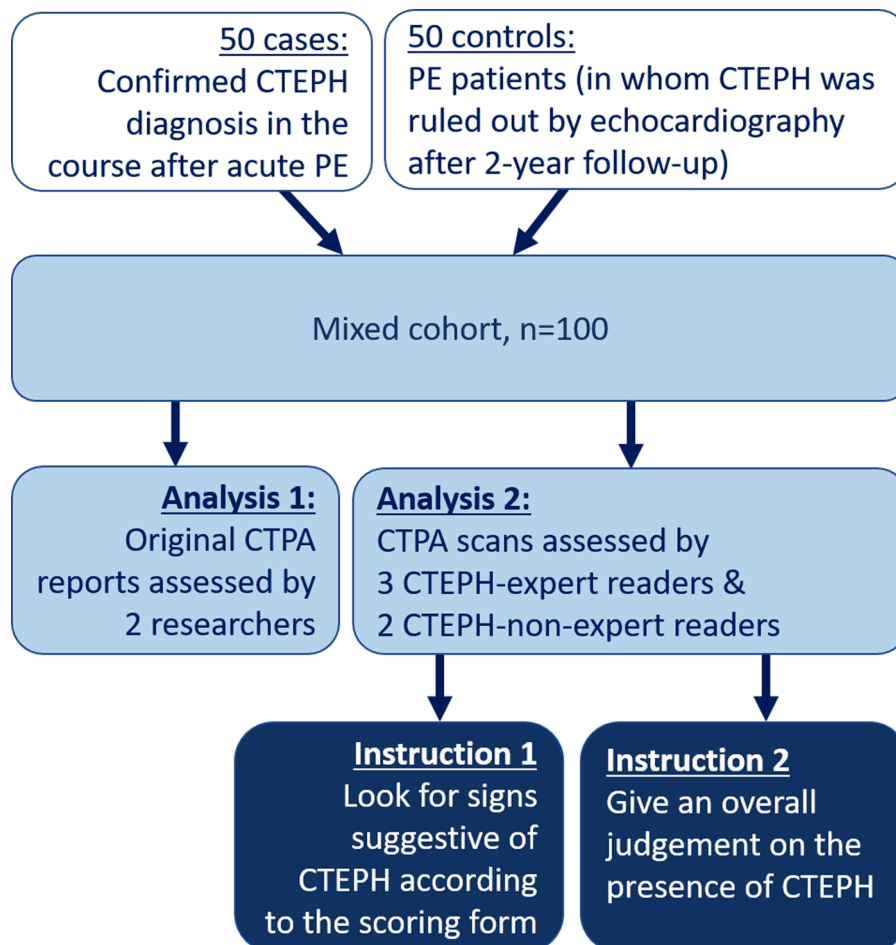 50 cases:
Confirmed CTEPH
diagnosis in the
course after acute PE
50 controls:
PE patients (in whom CTEPH was
ruled out by echocardiography
after 2-year follow-up)
Mixed cohort, n=100
Analysis 1:
Original CTPA
reports assessed by
2 researchers
Analysis 2:
CTPA scans assessed by
3 CTEPH-expert readers &
2 CTEPH-non-expert readers
Instruction 1
Look for signs
suggestive of
CTEPH according
to the scoring form
Instruction 2
Give an overall
judgement on the
presence of CTEPH